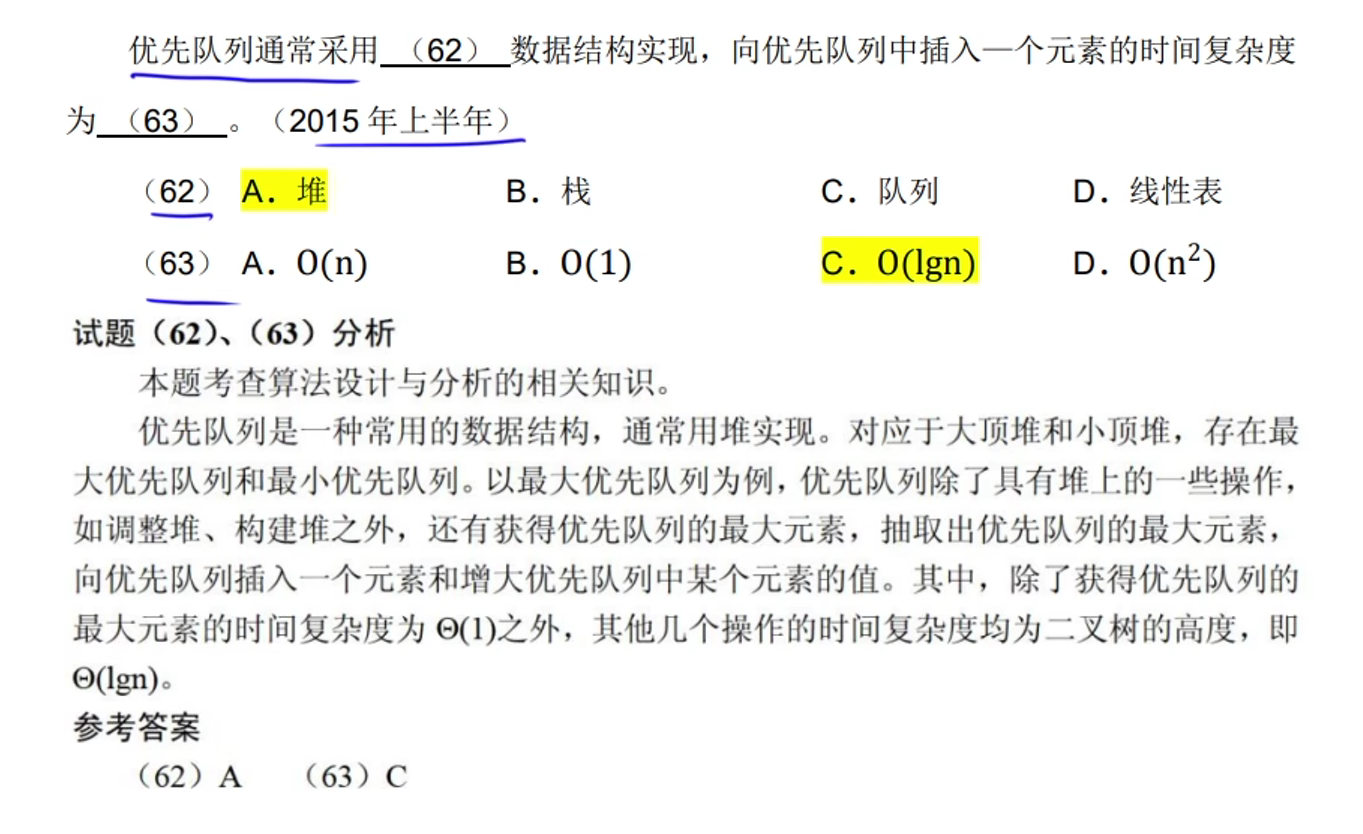 优先队列通常采用 （62） 数据结构实现，向优先队列中插入一个元素的时间复杂度
为 （63） 。（2015 年上半年）
（62） A．堆 B．栈 C．队列 D．线性表
（63） A．O(n) B．O(1) C．O(lgn) D．O(n²)
试题（62）、（63）分析
本题考查算法设计与分析的相关知识。
优先队列是一种常用的数据结构，通常用堆实现。对应于大顶堆和小顶堆，存在最
大优先队列和最小优先队列。以最大优先队列为例，优先队列除了具有堆上的一些操作，
如调整堆、构建堆之外，还有获得优先队列的最大元素，抽取出优先队列的最大元素，
向优先队列插入一个元素和增大优先队列中某个元素的值。其中，除了获得优先队列的
最大元素的时间复杂度为 Θ(1)之外，其他几个操作的时间复杂度均为二叉树的高度，即
Θ(lgn)。
参考答案
（62）A （63）C